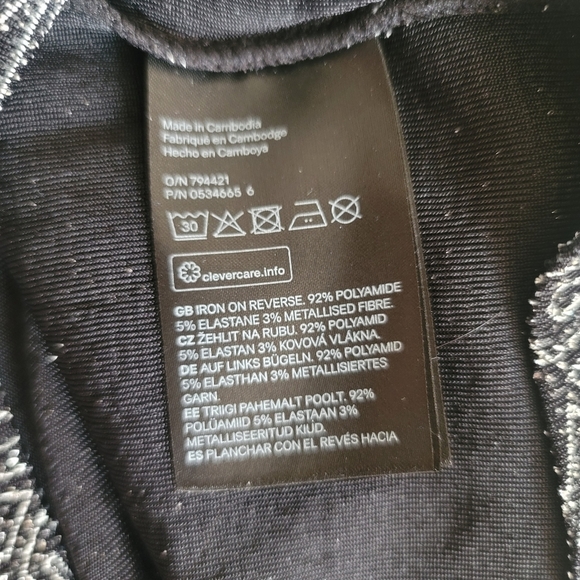 Made in Cambodia
Fabriqué en Cambodge
Hecho en Camboya
O/N 794421
P/N 0534665 6
30
clevercare.info
GB IRON ON REVERSE. 92% POLYAMIDE
5% ELASTANE 3% METALLISED FIBRE.
CZ ŽEHLIT NA RUBU. 92% POLYAMID
5% ELASTAN 3% KOVOVÁ VLÁKNA.
DE AUF LINKS BÜGELN. 92% POLYAMID
5% ELASTHAN 3% METALLISIERTES
GARN.
EE TRIIGI PAHEMALT POOLT. 92%
POLÜAMIID 5% ELASTAAN 3%
METALLISEERITUD KIUD.
ES PLANCHAR CON EL REVÉS HACIA